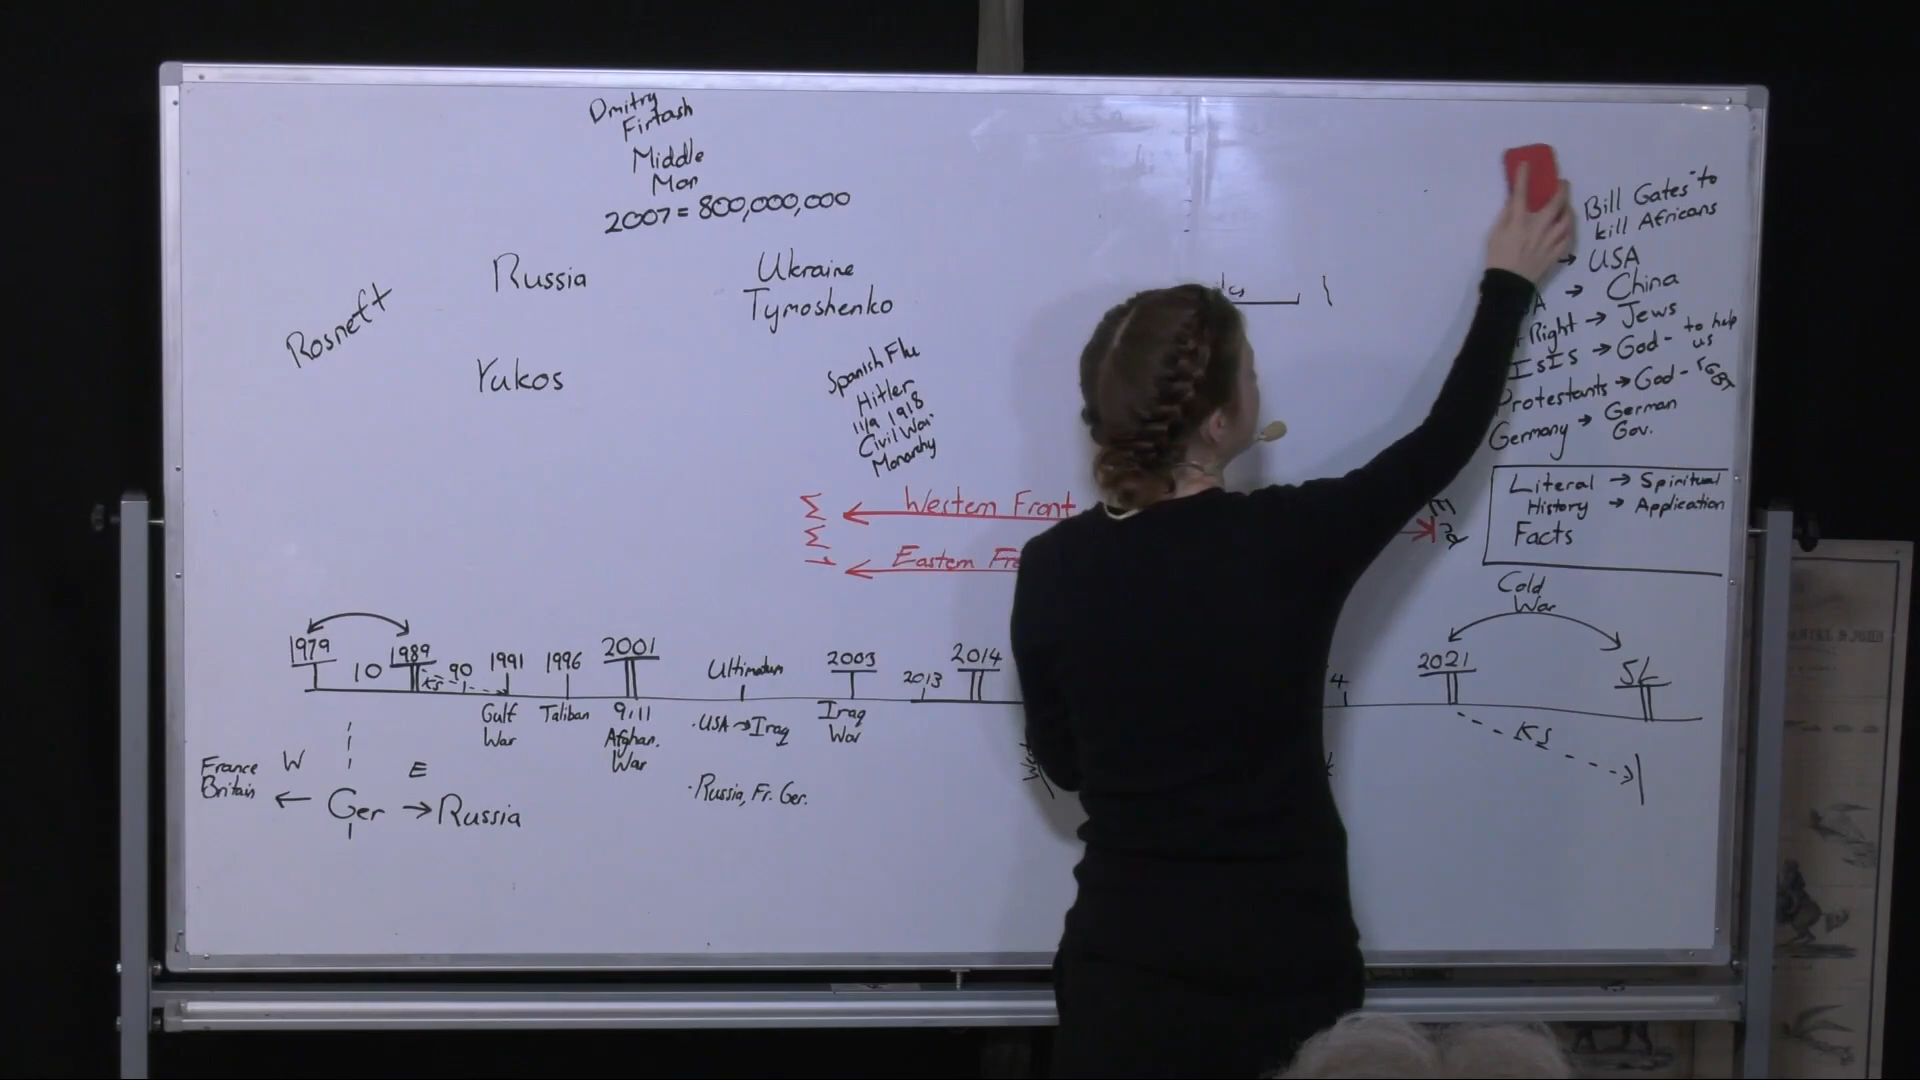 Dmitry
Firtash
Middle
Man
2007 = 800,000,000
Russia
Ukraine
Tymoshenko
Rosneft
Yukos
Spanish Flu
Hitler
11/9 1918
Civil War
Monarchy
Bill Gates to
kill Africans
→ USA
→ China
Right → Jews
ISIS → God - to help
us
Protestants → God -
Germany → German
Gov.
Literal → Spiritual
History → Application
Facts
← Western Front
← Eastern
Cold
War
1979
10
1989
KS
90
1991
1996
2001
Ultimatum
2003
2013
2014
4
2021
SL
Gulf
War
Taliban
9,11
Afghan.
War
· USA → Iraq
· Russia, Fr. Ger.
Iraq
War
KS
France
Britain
W
E
← Ger → Russia